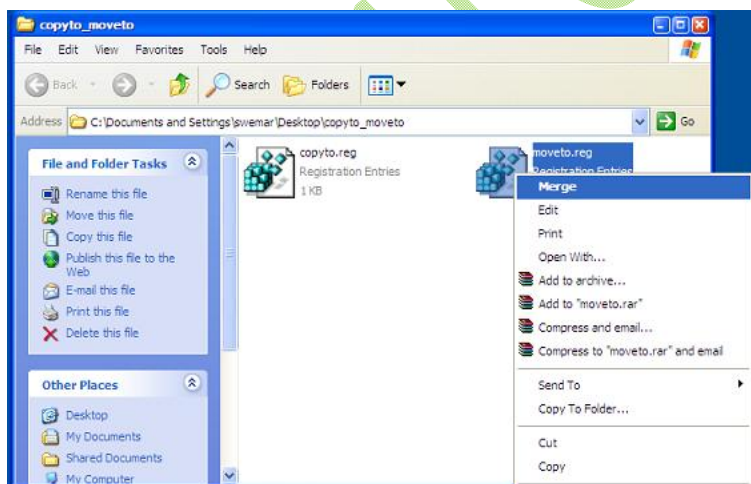 copyto_moveto
File Edit View Favorites Tools Help
Back Search Folders
Address C:\Documents and Settings\swemar\Desktop\copyto_moveto Go
File and Folder Tasks
Rename this file
Move this file
Copy this file
Publish this file to the
Web
E-mail this file
Print this file
Delete this file
Other Places
Desktop
My Documents
Shared Documents
My Computer
copyto.reg
Registration Entries
1 KB
moveto.reg
Registration Entries
Merge
Edit
Print
Open With...
Add to archive...
Add to "moveto.rar"
Compress and email...
Compress to "moveto.rar" and email
Send To
Copy To Folder...
Cut
Copy